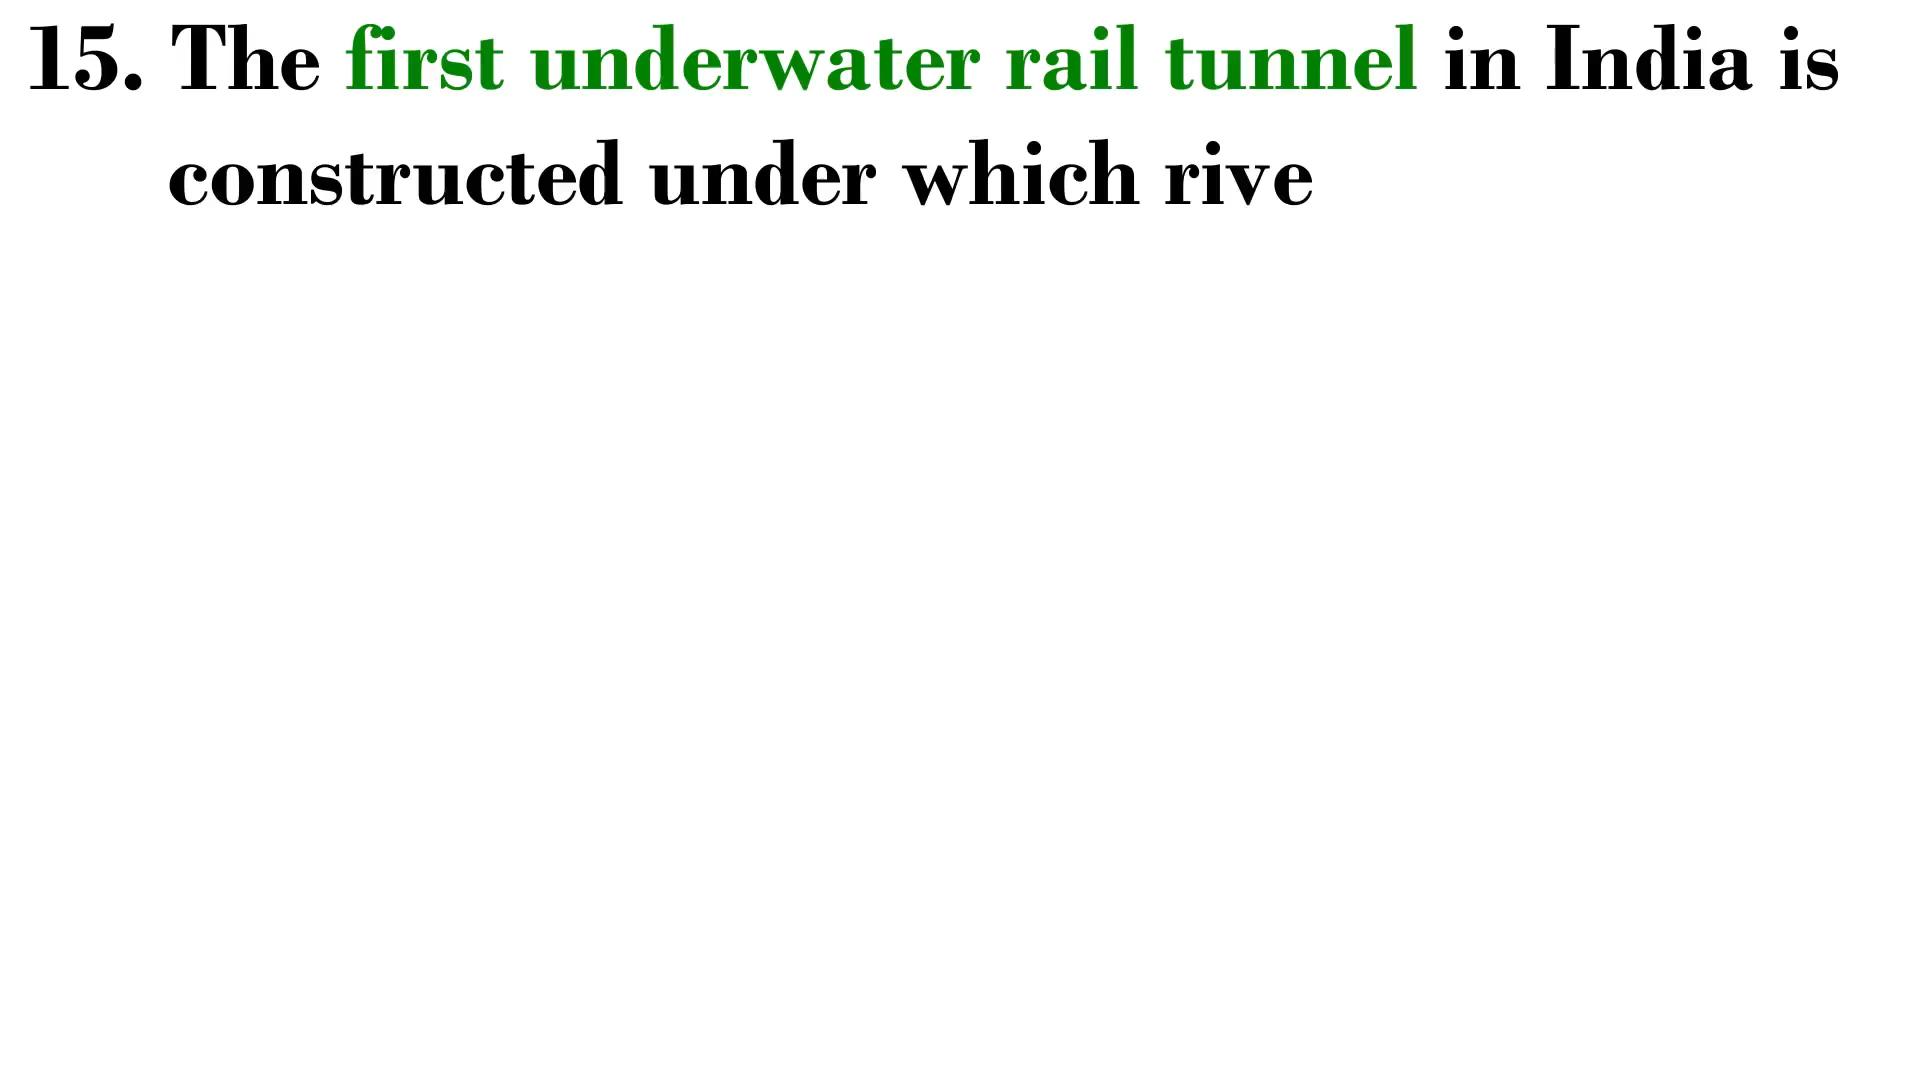 15. The first underwater rail tunnel in India is
constructed under which rive